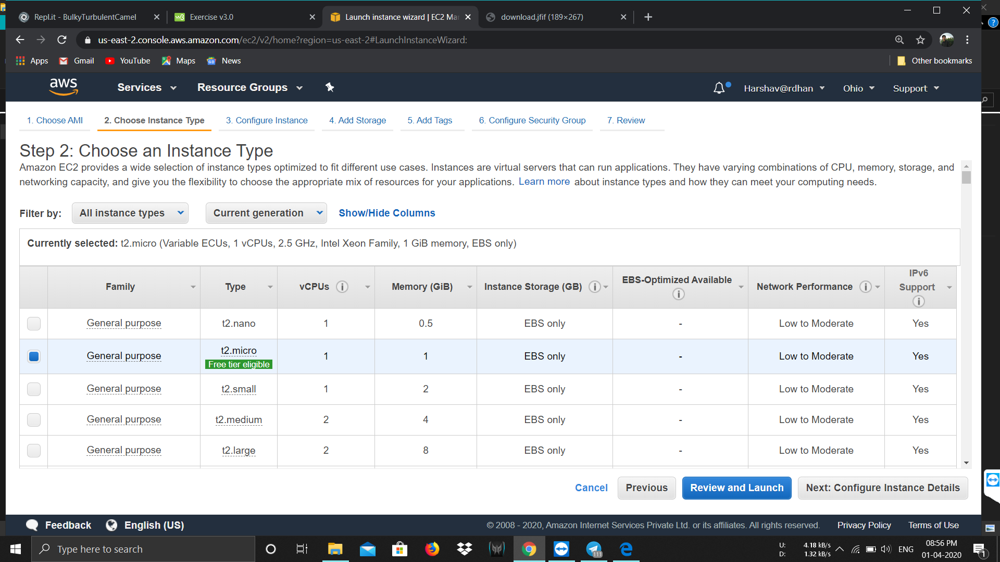 Repl.it - BulkyTurbulentCamel
Exercise v3.0
Launch instance wizard | EC2 Ma
download.jfif (189×267)
us-east-2.console.aws.amazon.com/ec2/v2/home?region=us-east-2#LaunchInstanceWizard:
Apps Gmail YouTube Maps News Other bookmarks
aws Services Resource Groups Harshav@rdhan Ohio Support
1. Choose AMI 2. Choose Instance Type 3. Configure Instance 4. Add Storage 5. Add Tags 6. Configure Security Group 7. Review
Step 2: Choose an Instance Type
Amazon EC2 provides a wide selection of instance types optimized to fit different use cases. Instances are virtual servers that can run applications. They have varying combinations of CPU, memory, storage, and
networking capacity, and give you the flexibility to choose the appropriate mix of resources for your applications. Learn more about instance types and how they can meet your computing needs.
Filter by: All instance types Current generation Show/Hide Columns
Currently selected: t2.micro (Variable ECUs, 1 vCPUs, 2.5 GHz, Intel Xeon Family, 1 GiB memory, EBS only)
Family Type vCPUs Memory (GiB) Instance Storage (GB) EBS-Optimized Available Network Performance IPv6 Support
General purpose t2.nano 1 0.5 EBS only - Low to Moderate Yes
General purpose t2.micro Free tier eligible 1 1 EBS only - Low to Moderate Yes
General purpose t2.small 1 2 EBS only - Low to Moderate Yes
General purpose t2.medium 2 4 EBS only - Low to Moderate Yes
General purpose t2.large 2 8 EBS only - Low to Moderate Yes
Cancel Previous Review and Launch Next: Configure Instance Details
Feedback English (US) © 2008 - 2020, Amazon Internet Services Private Ltd. or its affiliates. All rights reserved. Privacy Policy Terms of Use
Type here to search
111
U: 4.18 kB/s
D: 1.32 kB/s
ENG
08:56 PM
01-04-2020
1